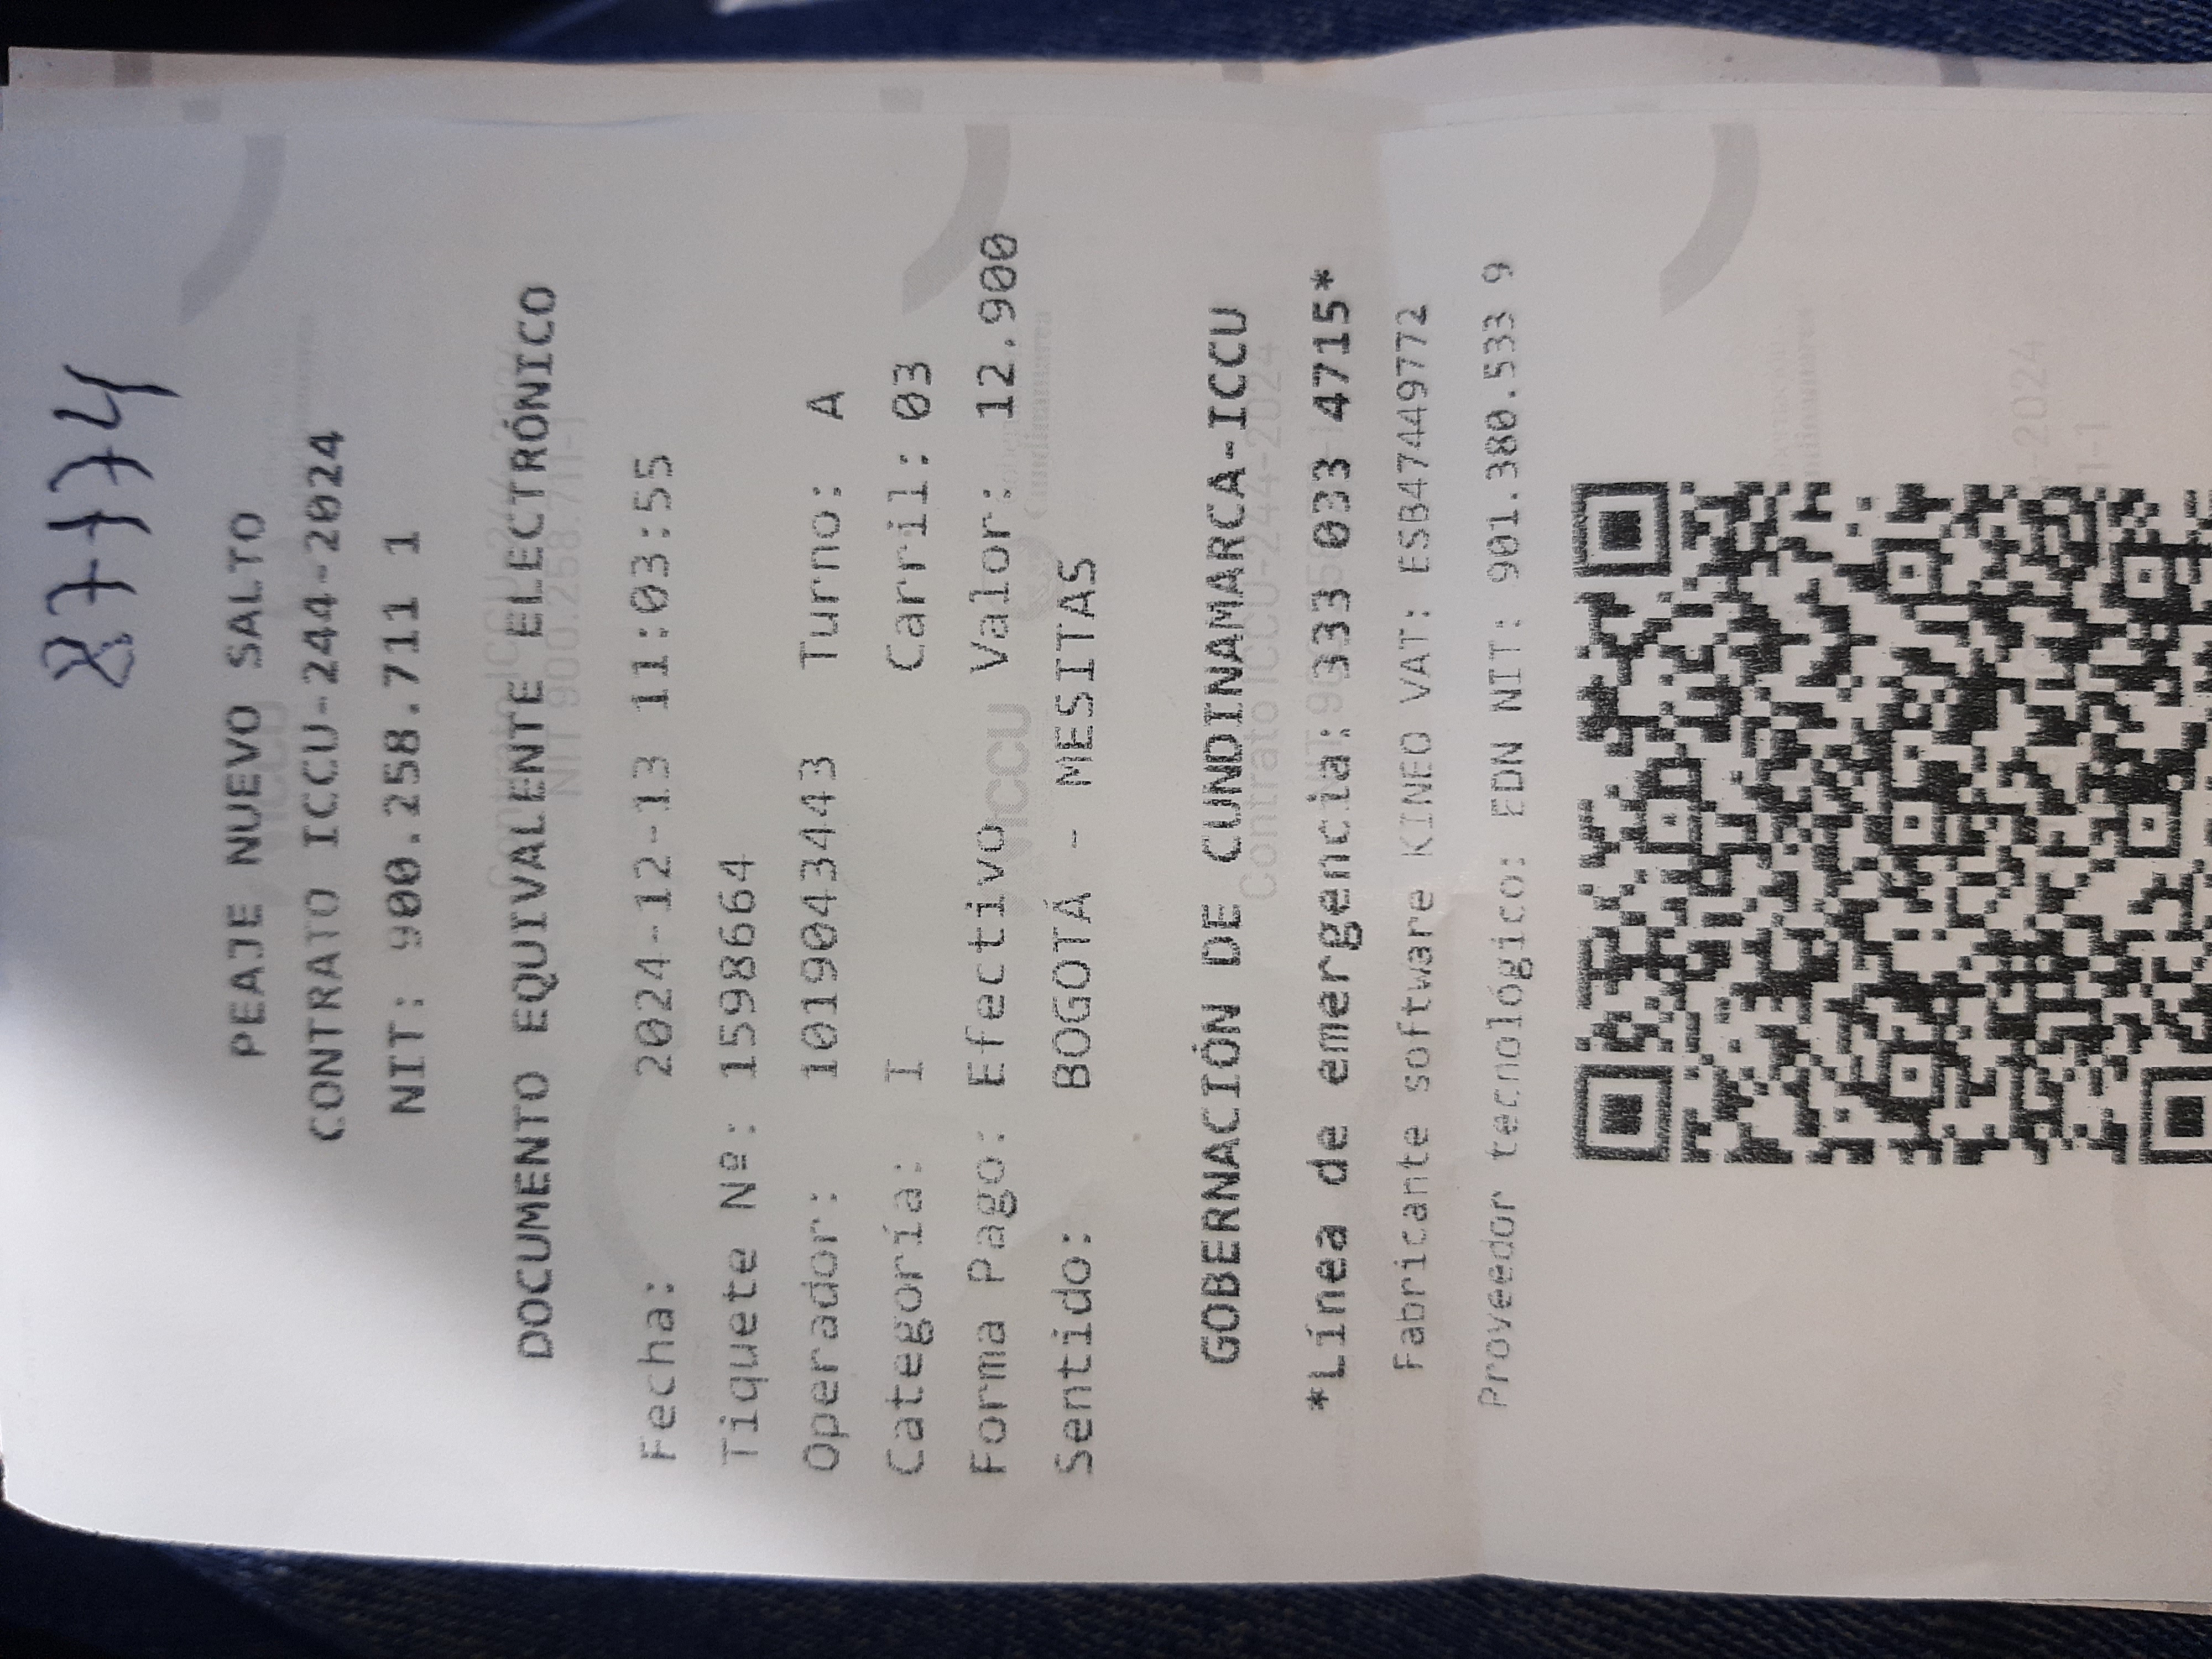 8774
PEAJE NUEVO SALTO
CONTRATO ICCU-244-2024
NIT: 900.258.711 1
DOCUMENTO EQUIVALENTE ELECTRÓNICO
Fecha: 2024-12-13 11:03:55
Tiquete Nº: 1598664
Operador: 1019043443 Turno: A
Categoría: I Carril: 03
Forma Pago: Efectivo Valor: 12.900
Sentido: BOGOTÁ - MESITAS
GOBERNACIÓN DE CUNDINAMARCA-ICCU
*Línea de emergencia: 333 033 4715*
Fabricante software KINEO VAT: ESB47449772
Proveedor tecnológico: EDN NIT: 901.380.533 9